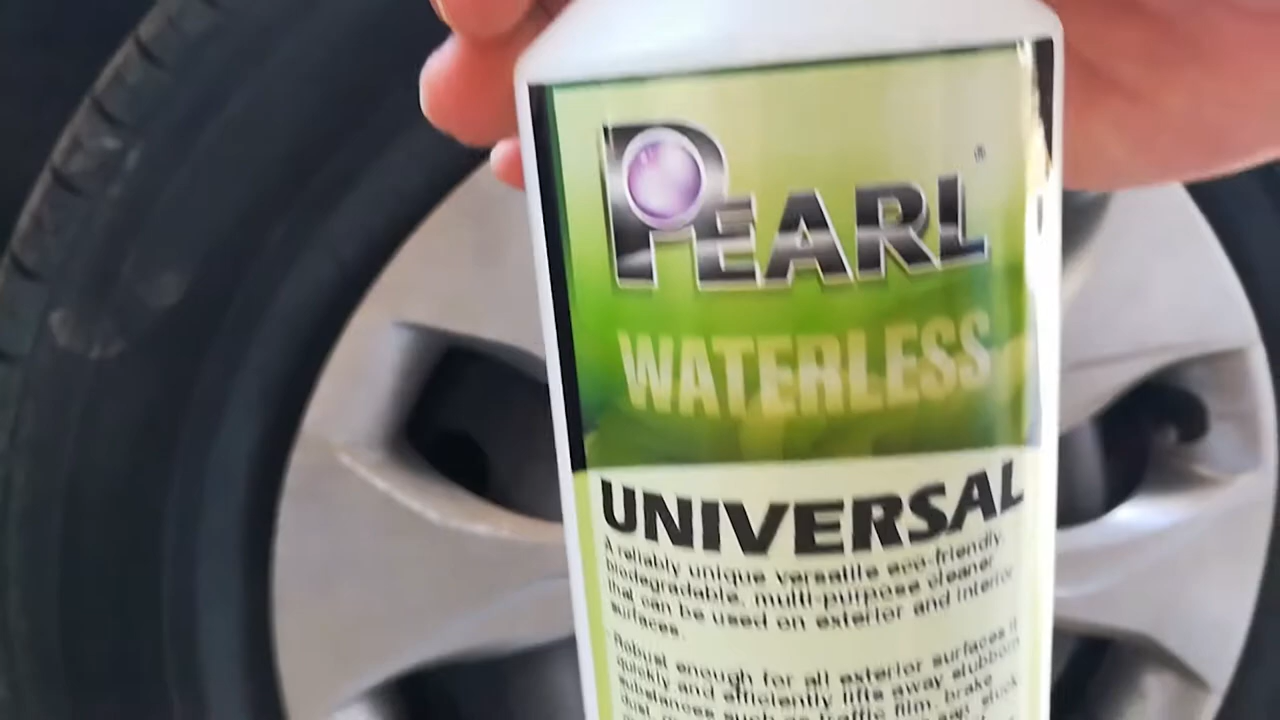 PEARL®
WATERLESS
UNIVERSAL
A reliably unique versatile eco-friendly,
biodegradable, multi-purpose cleaner
that can be used on exterior and interior
surfaces.
Robust enough for all exterior surfaces it
quickly and efficiently lifts away stubborn
such as traffic film, brake